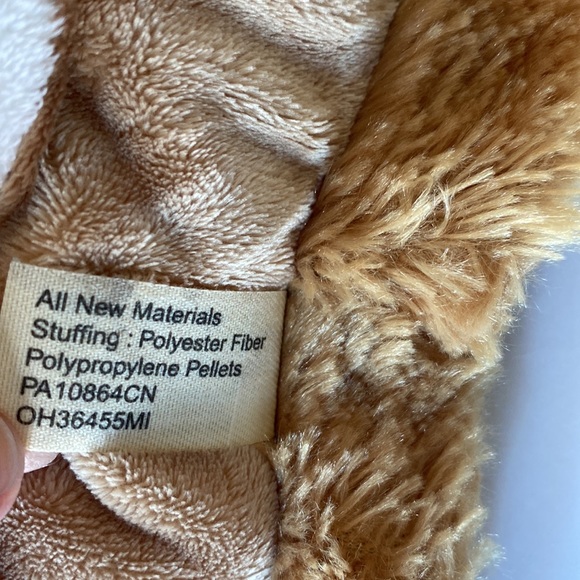 All New Materials
Stuffing : Polyester Fiber
Polypropylene Pellets
PA10864CN
OH36455MI